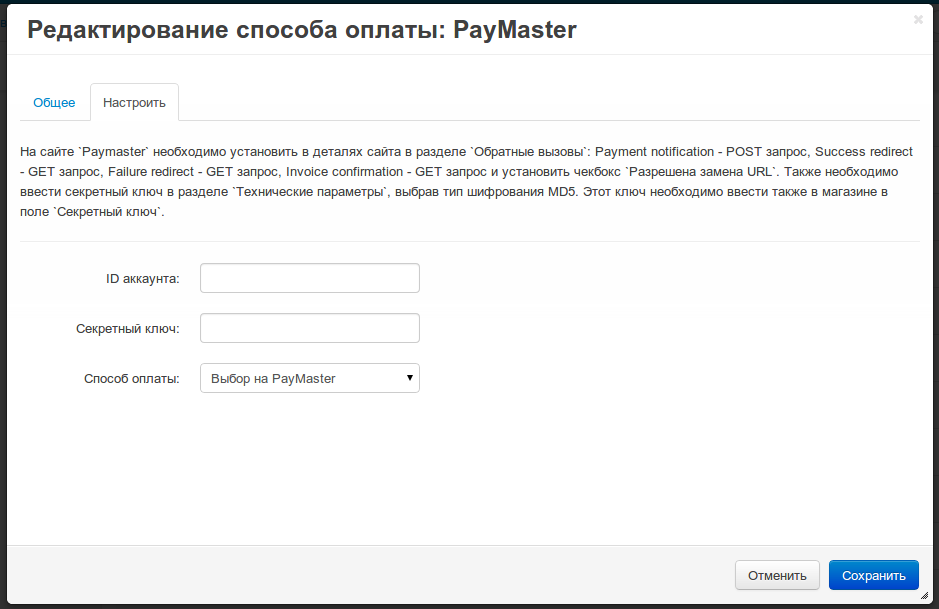 Редактирование способа оплаты: PayMaster
Общее
Настроить
На сайте `Paymaster` необходимо установить в деталях сайта в разделе `Обратные вызовы`: Payment notification - POST запрос, Success redirect
- GET запрос, Failure redirect - GET запрос, Invoice confirmation - GET запрос и установить чекбокс `Разрешена замена URL`. Также необходимо
ввести секретный ключ в разделе `Технические параметры`, выбрав тип шифрования MD5. Этот ключ необходимо ввести также в магазине в
поле `Секретный ключ`.
ID аккаунта:
Секретный ключ:
Способ оплаты:
Выбор на PayMaster
Отменить
Сохранить